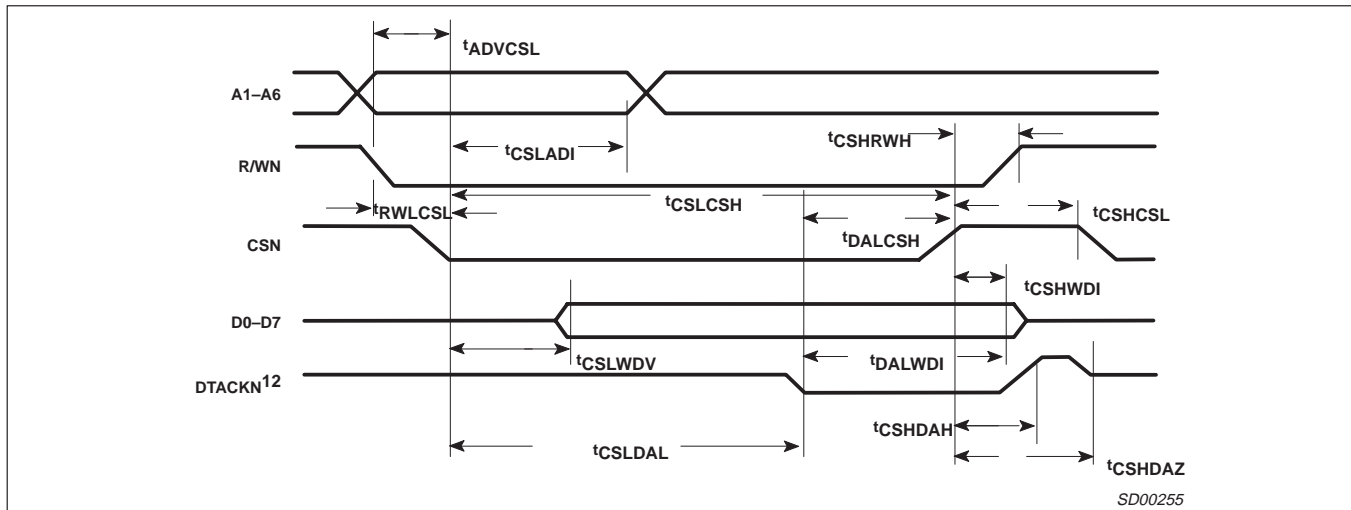 tADVCSL
A1–A6
tCSHRWH
tCSLADI
R/WN
tCSLCSH
tRWLCSL
tCSHCSL
tDALCSH
CSN
tCSHWDI
D0–D7
tCSLWDV
tDALWDI
DTACKN12
tCSHDAH
tCSLDAL
tCSHDAZ
SD00255